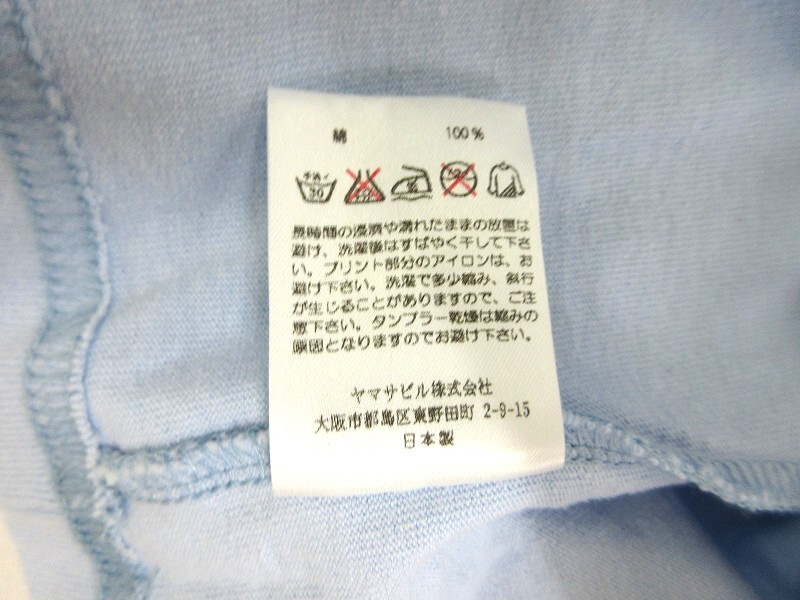 綿 100%
手洗イ
30
長時間の浸漬や濡れたままの放置は
避け、洗濯後はすばやく干して下さ
い。プリント部分のアイロンは、お
避け下さい。洗濯で多少縮み、斜行
が生じることがありますので、ご注
意下さい。タンブラー乾燥は縮みの
原因となりますのでお避け下さい。
ヤマサビル株式会社
大阪市都島区東野田町 2-9-15
日本製